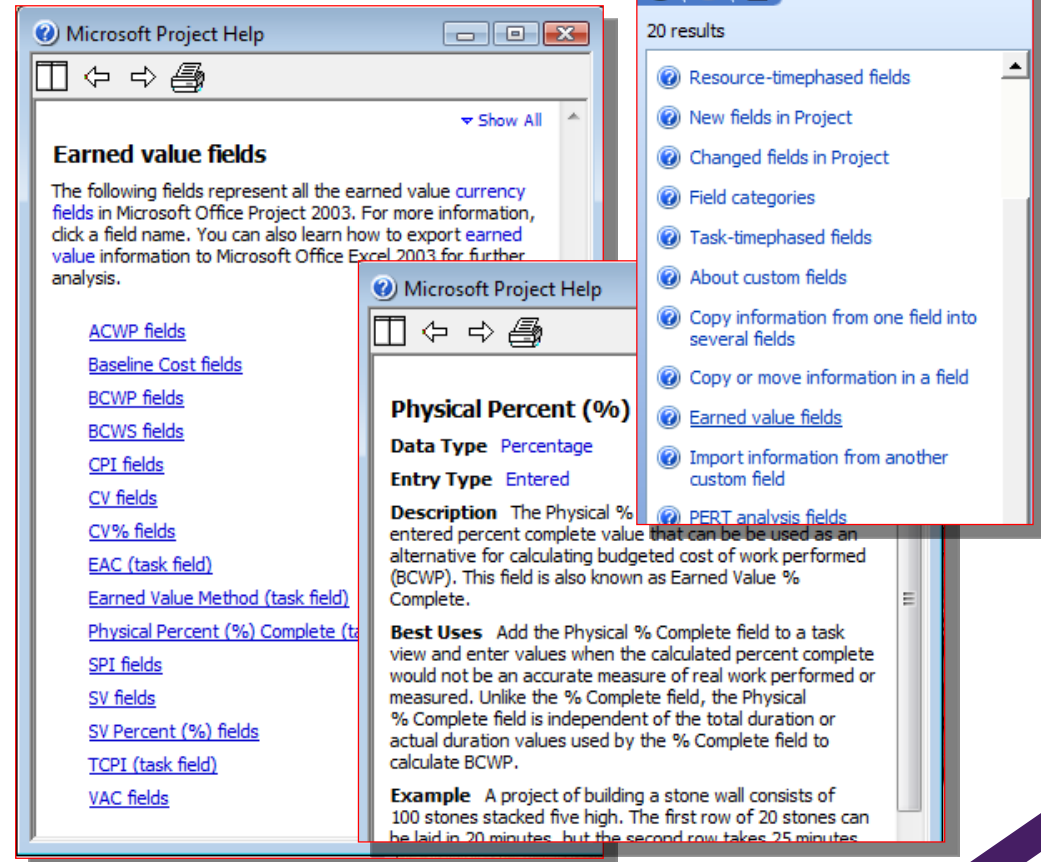 Microsoft Project Help
Show All
Earned value fields
The following fields represent all the earned value currency
fields in Microsoft Office Project 2003. For more information,
click a field name. You can also learn how to export earned
value information to Microsoft Office Excel 2003 for further
analysis.
ACWP fields
Baseline Cost fields
BCWP fields
BCWS fields
CPI fields
CV fields
CV% fields
EAC (task field)
Earned Value Method (task field)
Physical Percent (%) Complete (ta
SPI fields
SV fields
SV Percent (%) fields
TCPI (task field)
VAC fields
Microsoft Project Help
Physical Percent (%)
Data Type Percentage
Entry Type Entered
Description The Physical %
entered percent complete value that can be be used as an
alternative for calculating budgeted cost of work performed
(BCWP). This field is also known as Earned Value %
Complete.
Best Uses Add the Physical % Complete field to a task
view and enter values when the calculated percent complete
would not be an accurate measure of real work performed or
measured. Unlike the % Complete field, the Physical
% Complete field is independent of the total duration or
actual duration values used by the % Complete field to
calculate BCWP.
Example A project of building a stone wall consists of
100 stones stacked five high. The first row of 20 stones can
be laid in 20 minutes, but the second row takes 25 minutes
20 results
Resource-timephased fields
New fields in Project
Changed fields in Project
Field categories
Task-timephased fields
About custom fields
Copy information from one field into
several fields
Copy or move information in a field
Earned value fields
Import information from another
custom field
PERT analysis fields